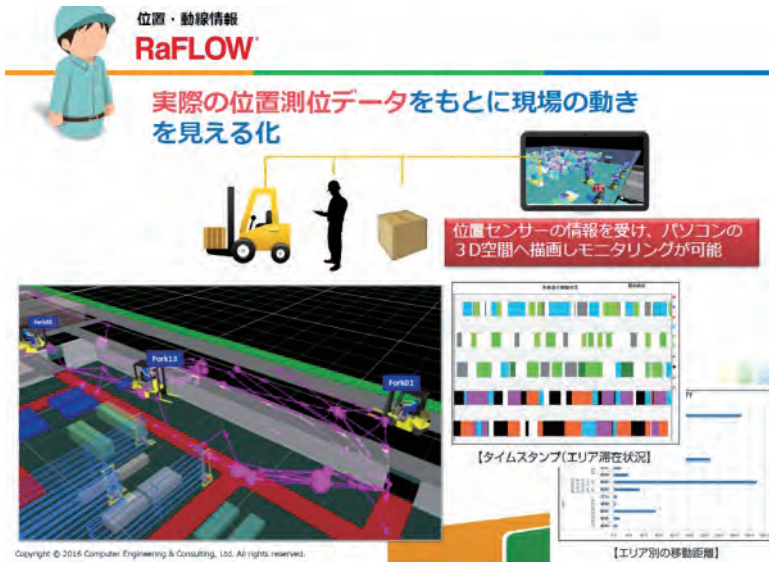 位置・動線情報
RaFLOW
実際の位置測位データをもとに現場の動き
を見える化
位置センサーの情報を受け、パソコンの
３D空間へ描画しモニタリングが可能
Fork13
Fork01
【タイムスタンプ（エリア滞在状況】
【エリア別の移動距離】
Copyright © 2016 Computer Engineering & Consulting, Ltd. All rights reserved.